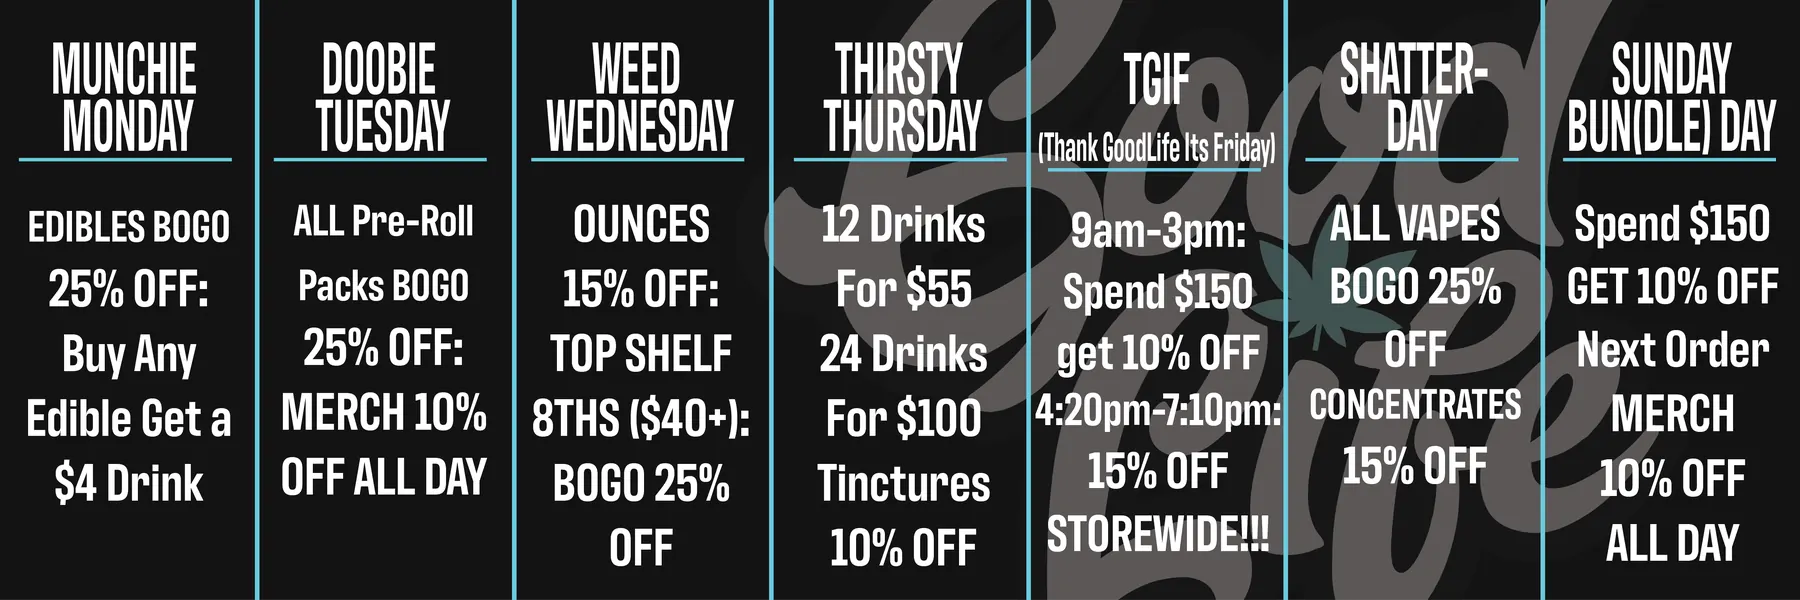 MUNCHIE
MONDAY
EDIBLES BOGO
25% OFF:
Buy Any
Edible Get a
$4 Drink
DOOBIE
TUESDAY
ALL Pre-Roll
Packs BOGO
25% OFF:
MERCH 10%
OFF ALL DAY
WEED
WEDNESDAY
OUNCES
15% OFF:
TOP SHELF
8THS ($40+):
BOGO 25%
OFF
THIRSTY
THURSDAY
12 Drinks
For $55
24 Drinks
For $100
Tinctures
10% OFF
TGIF
(Thank GoodLife Its Friday)
9am-3pm:
Spend $150
get 10% OFF
4:20pm-7:10pm:
15% OFF
STOREWIDE!!!
SHATTER-
DAY
ALL VAPES
BOGO 25%
OFF
CONCENTRATES
15% OFF
SUNDAY
BUN(DLE) DAY
Spend $150
GET 10% OFF
Next Order
MERCH
10% OFF
ALL DAY
Good
Life